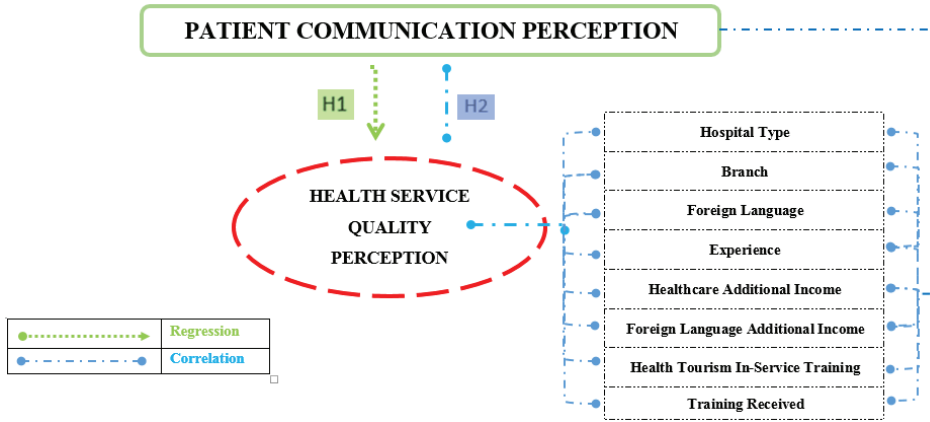 PATIENT COMMUNICATION PERCEPTION
H1
H2
HEALTH SERVICE
QUALITY
PERCEPTION
Hospital Type
Branch
Foreign Language
Experience
Healthcare Additional Income
Foreign Language Additional Income
Health Tourism In-Service Training
Training Received
Regression
Correlation